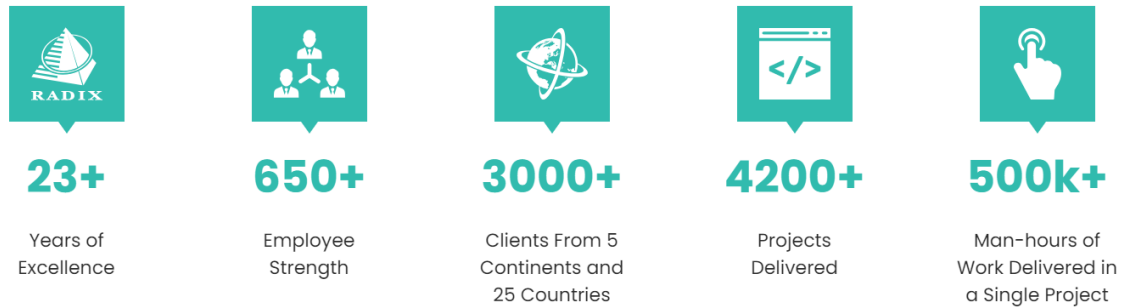 RADIX
</>
23+
650+
3000+
4200+
500k+
Years of
Excellence
Employee
Strength
Clients From 5
Continents and
25 Countries
Projects
Delivered
Man-hours of
Work Delivered in
a Single Project